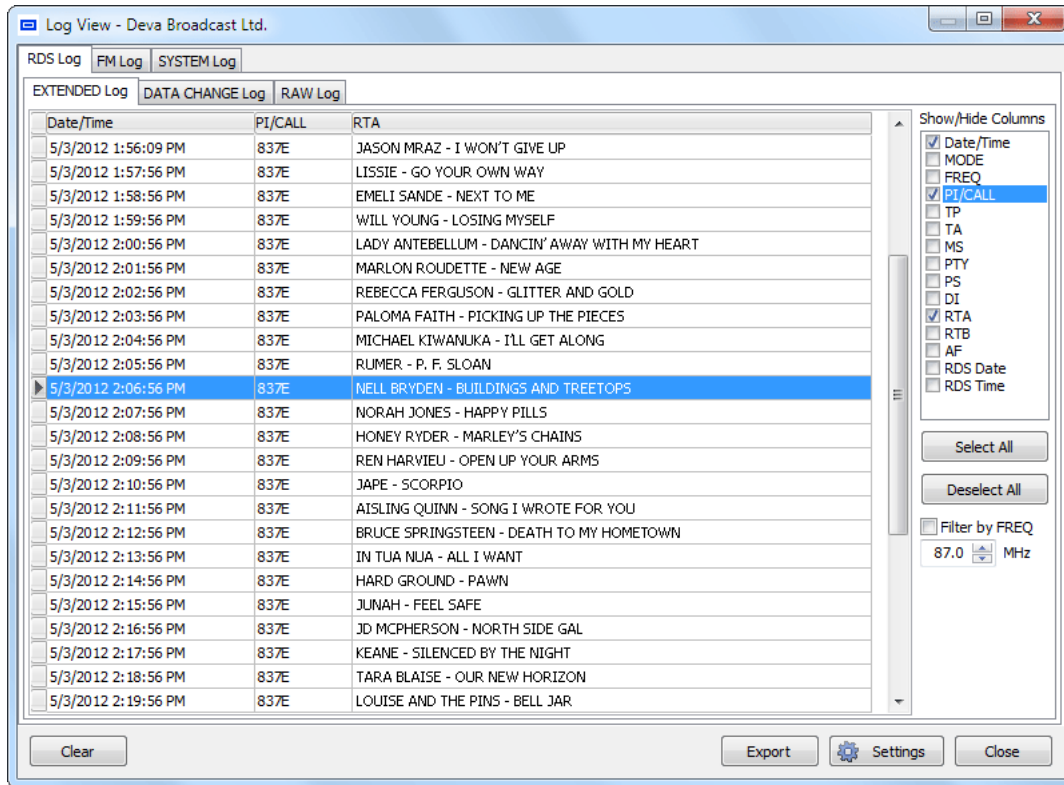 Log View - Deva Broadcast Ltd.
RDS Log FM Log SYSTEM Log
EXTENDED Log DATA CHANGE Log RAW Log
Date/Time PI/CALL RTA
5/3/2012 1:56:09 PM 837E JASON MRAZ - I WON'T GIVE UP
5/3/2012 1:57:56 PM 837E LISSIE - GO YOUR OWN WAY
5/3/2012 1:58:56 PM 837E EMELI SANDE - NEXT TO ME
5/3/2012 1:59:56 PM 837E WILL YOUNG - LOSING MYSELF
5/3/2012 2:00:56 PM 837E LADY ANTEBELLUM - DANCIN' AWAY WITH MY HEART
5/3/2012 2:01:56 PM 837E MARLON ROUDETTE - NEW AGE
5/3/2012 2:02:56 PM 837E REBECCA FERGUSON - GLITTER AND GOLD
5/3/2012 2:03:56 PM 837E PALOMA FAITH - PICKING UP THE PIECES
5/3/2012 2:04:56 PM 837E MICHAEL KIWANUKA - I'LL GET ALONG
5/3/2012 2:05:56 PM 837E RUMER - P. F. SLOAN
5/3/2012 2:06:56 PM 837E NELL BRYDEN - BUILDINGS AND TREETOPS
5/3/2012 2:07:56 PM 837E NORAH JONES - HAPPY PILLS
5/3/2012 2:08:56 PM 837E HONEY RYDER - MARLEY'S CHAINS
5/3/2012 2:09:56 PM 837E REN HARVIEU - OPEN UP YOUR ARMS
5/3/2012 2:10:56 PM 837E JAPE - SCORPIO
5/3/2012 2:11:56 PM 837E AISLING QUINN - SONG I WROTE FOR YOU
5/3/2012 2:12:56 PM 837E BRUCE SPRINGSTEEN - DEATH TO MY HOMETOWN
5/3/2012 2:13:56 PM 837E IN TUA NUA - ALL I WANT
5/3/2012 2:14:56 PM 837E HARD GROUND - PAWN
5/3/2012 2:15:56 PM 837E JUNAH - FEEL SAFE
5/3/2012 2:16:56 PM 837E JD MCPHERSON - NORTH SIDE GAL
5/3/2012 2:17:56 PM 837E KEANE - SILENCED BY THE NIGHT
5/3/2012 2:18:56 PM 837E TARA BLAISE - OUR NEW HORIZON
5/3/2012 2:19:56 PM 837E LOUISE AND THE PINS - BELL JAR
Show/Hide Columns
Date/Time
MODE
FREQ
PI/CALL
TP
TA
MS
PTY
PS
DI
RTA
RTB
AF
RDS Date
RDS Time
Select All
Deselect All
Filter by FREQ
87.0 MHz
Clear Export Settings Close